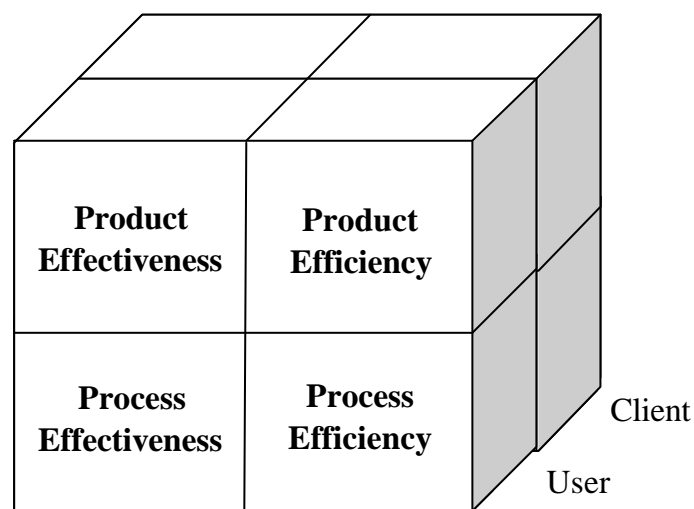 Product
Effectiveness
Product
Efficiency
Process
Effectiveness
Process
Efficiency
Client
User